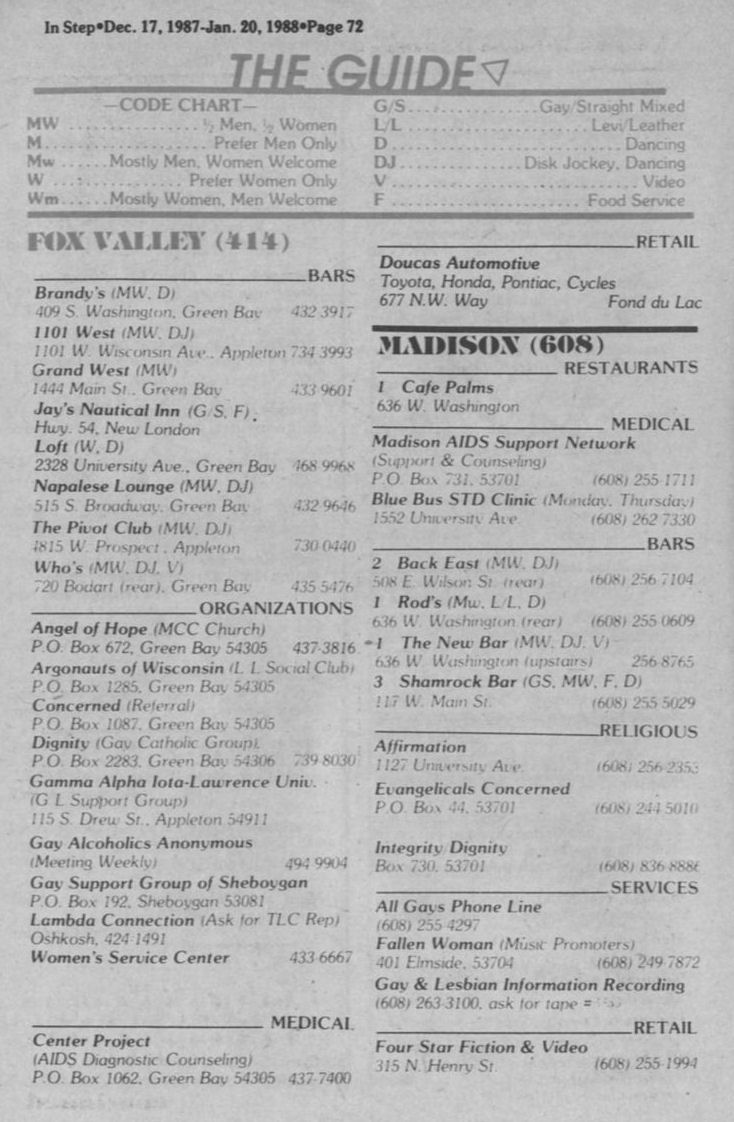 In Step•Dec. 17, 1987-Jan. 20, 1988•Page 72
THE GUIDE
—CODE CHART—
MW ................ ½ Men, ½ Women
M .................. Prefer Men Only
Mw ...... Mostly Men, Women Welcome
W .................. Prefer Women Only
Wm ...... Mostly Women, Men Welcome
G/S ................ Gay/Straight Mixed
L/L ........................ Levi/Leather
D .............................. Dancing
DJ ................ Disk Jockey, Dancing
V ................................ Video
F ........................ Food Service
FOX VALLEY (414)
BARS
Brandy's (MW, D)
409 S. Washington, Green Bay 432 3917
1101 West (MW, DJ)
1101 W. Wisconsin Ave., Appleton 734 3993
Grand West (MW)
1444 Main St., Green Bay 433 9601
Jay's Nautical Inn (G/S, F)
Hwy. 54, New London
Loft (W, D)
2328 University Ave., Green Bay 468 9968
Napalese Lounge (MW, DJ)
515 S. Broadway, Green Bay 432 9646
The Pivot Club (MW, DJ)
4815 W. Prospect, Appleton 730 0440
Who's (MW, DJ, V)
720 Bodart (rear), Green Bay 435 5476
ORGANIZATIONS
Angel of Hope (MCC Church)
P.O. Box 672, Green Bay 54305 437-3816
Argonauts of Wisconsin (L L Social Club)
P.O. Box 1285, Green Bay 54305
Concerned (Referral)
P.O. Box 1087, Green Bay 54305
Dignity (Gay Catholic Group),
P.O. Box 2283, Green Bay 54306 739-8030
Gamma Alpha Iota-Lawrence Univ.
(G L Support Group)
115 S. Drew St., Appleton 54911
Gay Alcoholics Anonymous
(Meeting Weekly) 494 9904
Gay Support Group of Sheboygan
P.O. Box 192, Sheboygan 53081
Lambda Connection (Ask for TLC Rep)
Oshkosh, 424-1491
Women's Service Center 433-6667
MEDICAL
Center Project
(AIDS Diagnostic Counseling)
P.O. Box 1062, Green Bay 54305 437-7400
RETAIL
Doucas Automotive
Toyota, Honda, Pontiac, Cycles
677 N.W. Way Fond du Lac
MADISON (608)
RESTAURANTS
1 Cafe Palms
636 W. Washington
MEDICAL
Madison AIDS Support Network
(Support & Counseling)
P.O. Box 731, 53701 (608) 255-1711
Blue Bus STD Clinic (Monday, Thursday)
1552 University Ave. (608) 262 7330
BARS
2 Back East (MW, DJ)
508 E. Wilson St. (rear) (608) 256-7104
1 Rod's (Mw, L/L, D)
636 W. Washington (rear) (608) 255-0609
1 The New Bar (MW, DJ, V)
636 W. Washington (upstairs) 256-8765
3 Shamrock Bar (GS, MW, F, D)
117 W. Main St. (608) 255 5029
RELIGIOUS
Affirmation
1127 University Ave. (608) 256-2353
Evangelicals Concerned
P.O. Box 44, 53701 (608) 244 5010
Integrity Dignity
Box 730, 53701 (608) 836-8886
SERVICES
All Gays Phone Line
(608) 255-4297
Fallen Woman (Music Promoters)
401 Elmside, 53704 (608) 249-7872
Gay & Lesbian Information Recording
(608) 263-3100, ask for tape =
RETAIL
Four Star Fiction & Video
315 N. Henry St. (608) 255-1994